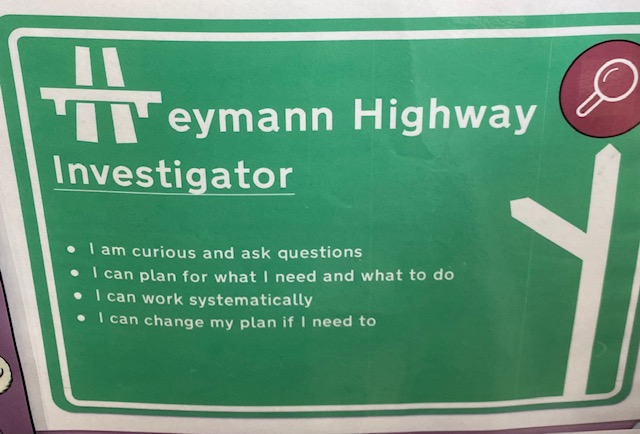 Heymann Highway
Investigator
• I am curious and ask questions
• I can plan for what I need and what to do
• I can work systematically
• I can change my plan if I need to